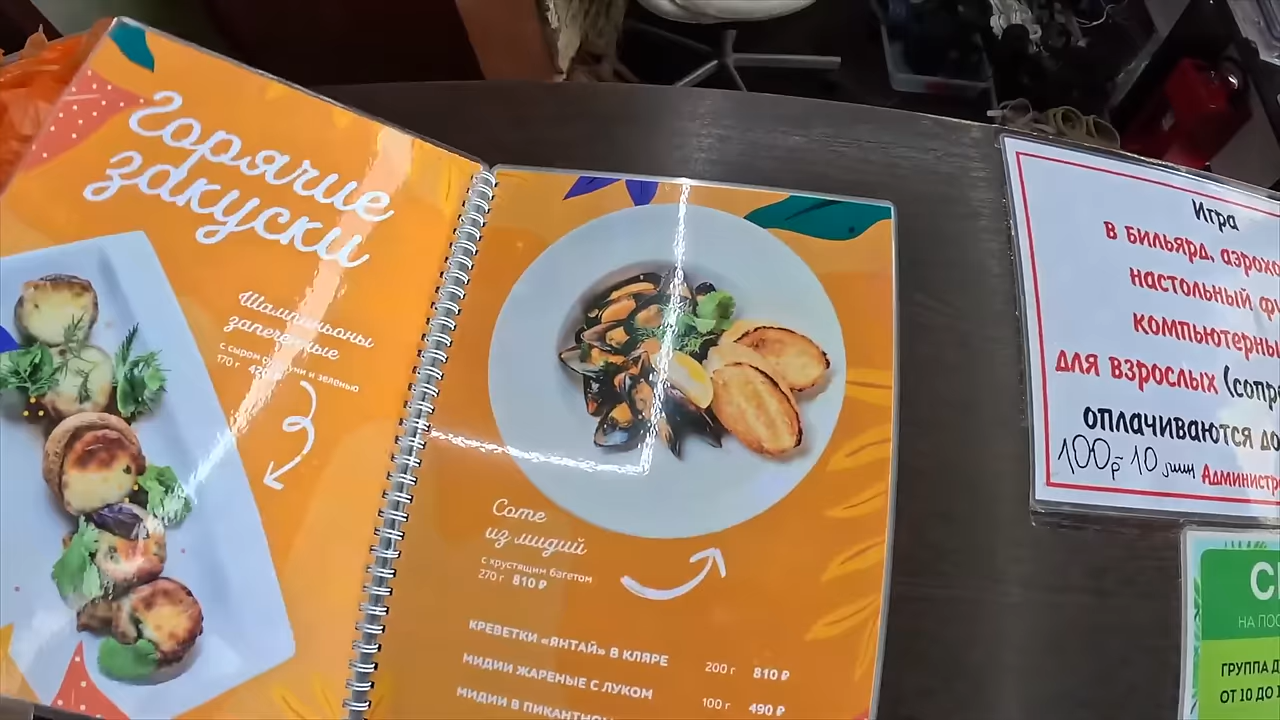 Горячие
закуски
Шампиньоны
запечённые
с сыром и зеленью
170 г
Соте
из мидий
с хрустящим багетом
270 г 810 ₽
КРЕВЕТКИ «ЯНТАЙ» В КЛЯРЕ 200 г 810 ₽
МИДИИ ЖАРЕНЫЕ С ЛУКОМ 100 г 490 ₽
МИДИИ В ПИКАНТНОМ
Игра
в бильярд, аэрохо
настольный ф
компьютерны
для взрослых (сопр
оплачиваются до
100р-10 мин Администр
С
НА ПОС
ГРУППА Д
ОТ 10 ДО 1